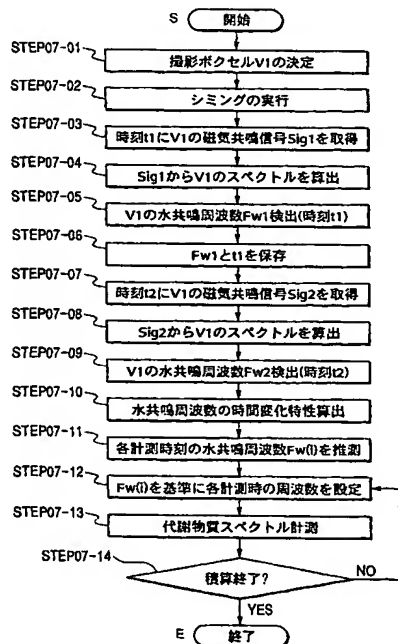 S 開始
STEP07-01 撮影ボクセルV1の決定
STEP07-02 シミングの実行
STEP07-03 時刻t1にV1の磁気共鳴信号Sig1を取得
STEP07-04 Sig1からV1のスペクトルを算出
STEP07-05 V1の水共鳴周波数Fw1検出(時刻t1)
STEP07-06 Fw1とt1を保存
STEP07-07 時刻t2にV1の磁気共鳴信号Sig2を取得
STEP07-08 Sig2からV1のスペクトルを算出
STEP07-09 V1の水共鳴周波数Fw2検出(時刻t2)
STEP07-10 水共鳴周波数の時間変化特性算出
STEP07-11 各計測時刻の水共鳴周波数Fw(i)を推測
STEP07-12 Fw(i)を基準に各計測時の周波数を設定
STEP07-13 代謝物質スペクトル計測
STEP07-14 積算終了? NO
YES
E 終了